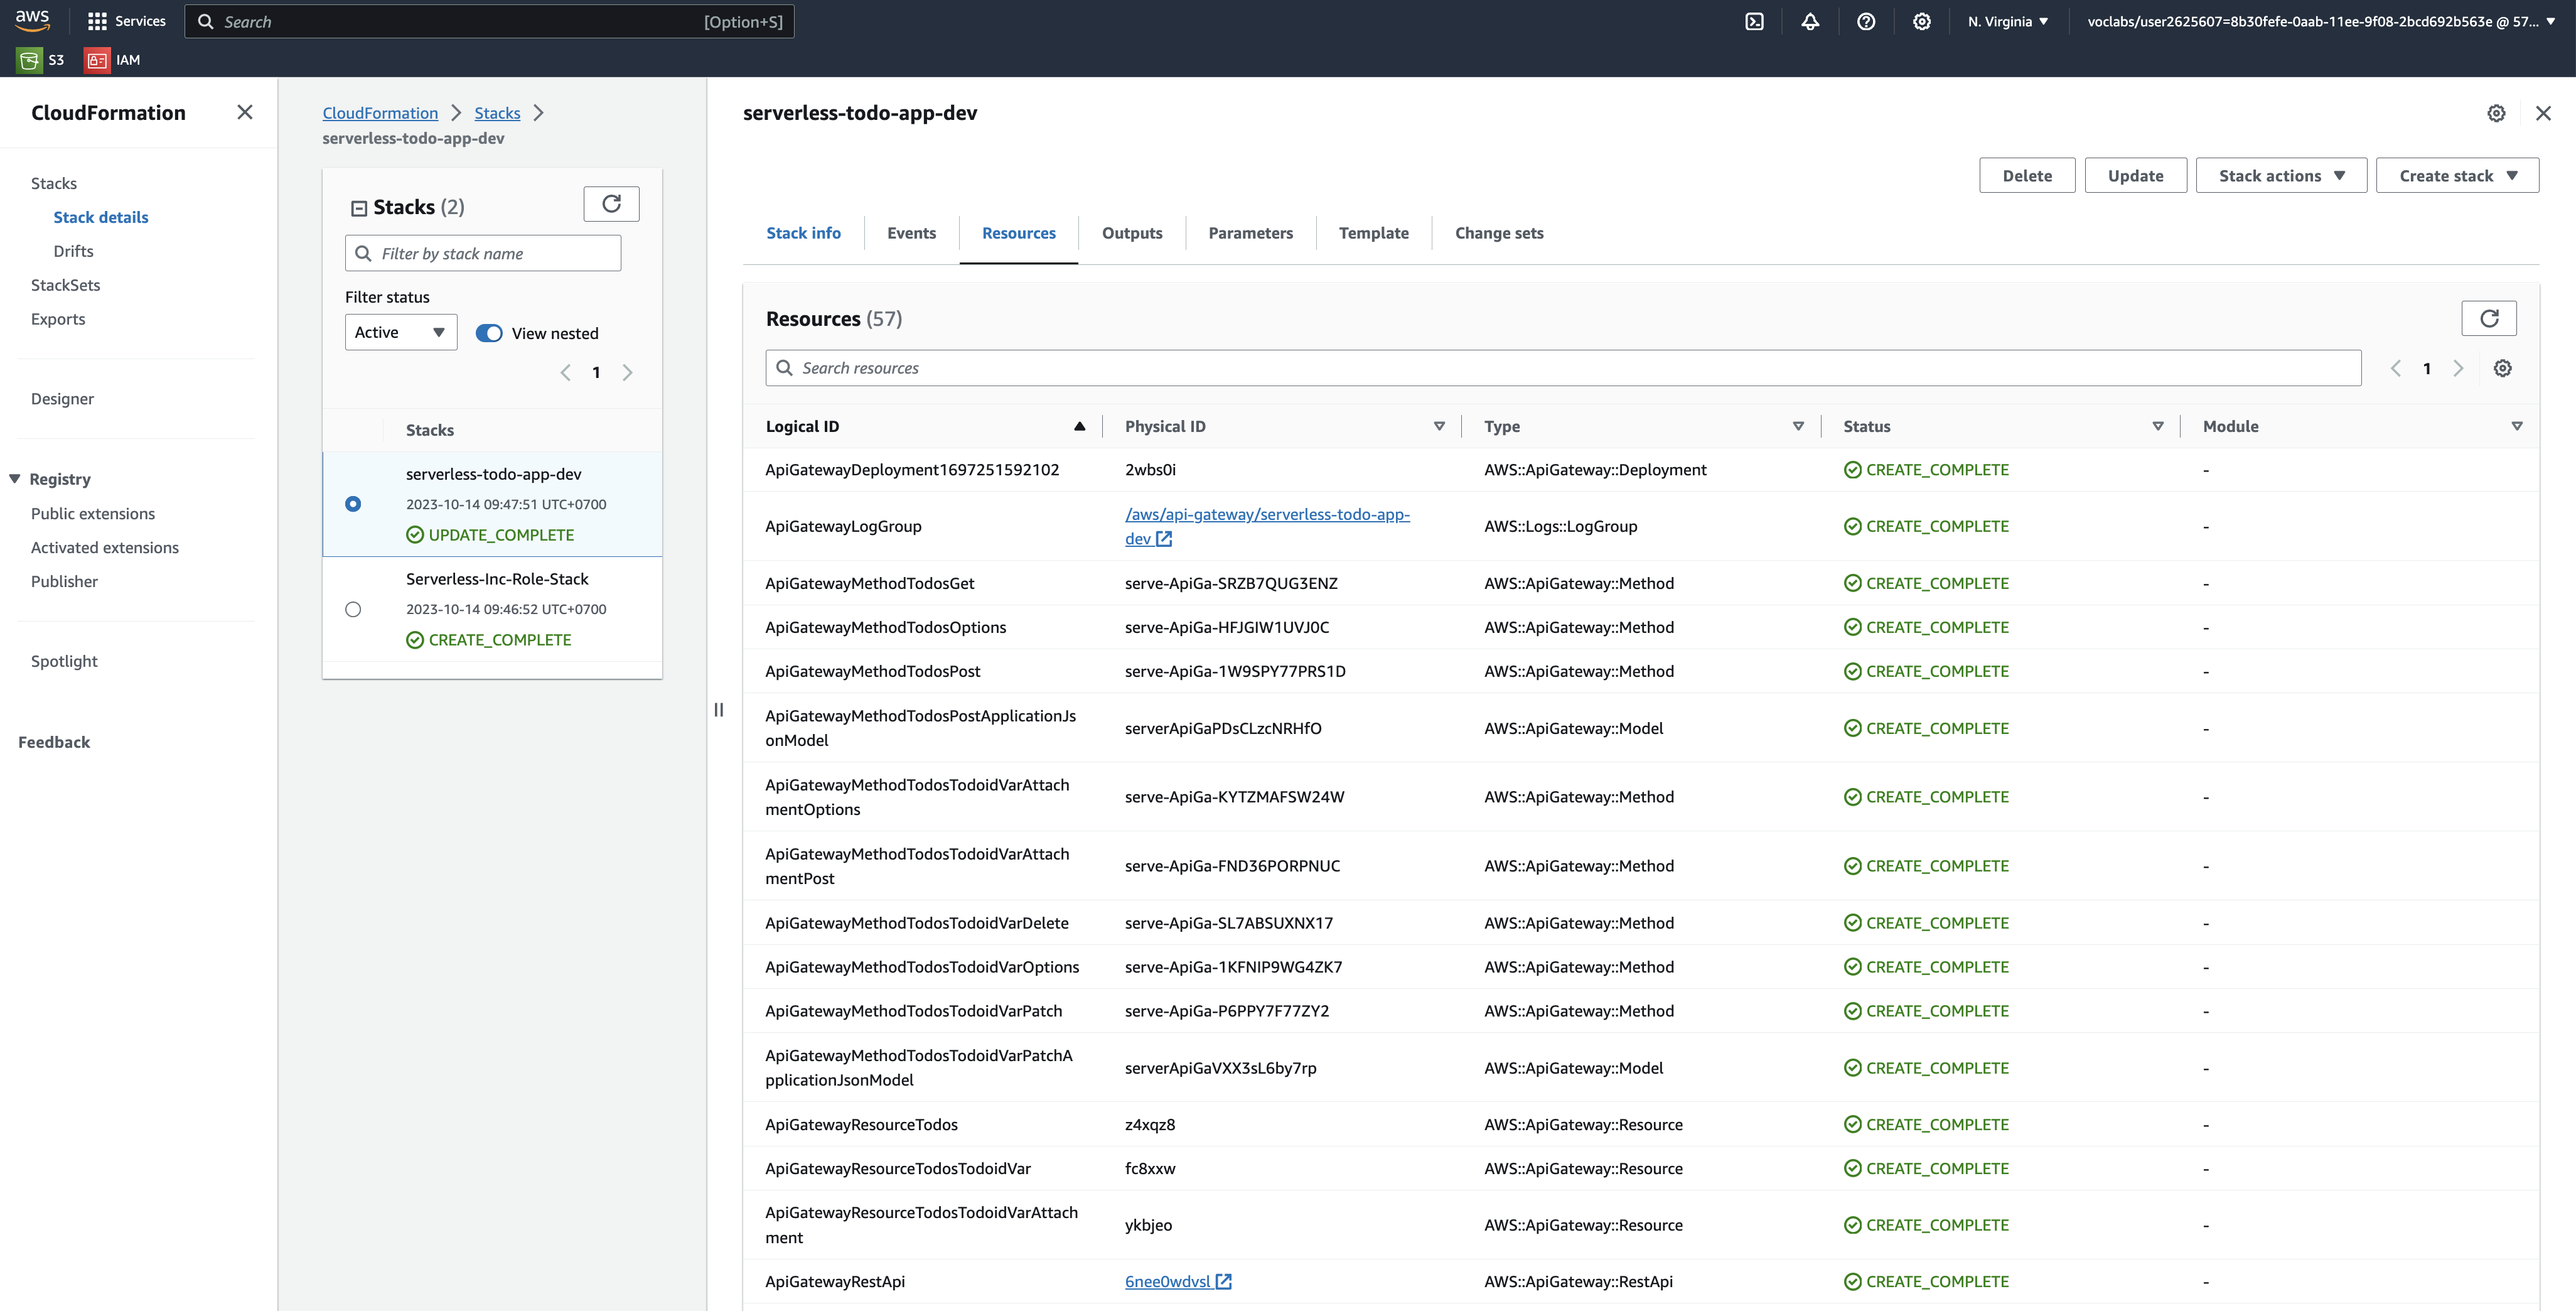 aws
Services
Search
[Option+S]
N. Virginia
voclabs/user2625607=8b30fefe-0aab-11ee-9f08-2bcd692b563e @ 57...
S3
IAM
CloudFormation
Stacks
Stack details
Drifts
StackSets
Exports
Designer
Registry
Public extensions
Activated extensions
Publisher
Spotlight
Feedback
CloudFormation
Stacks
serverless-todo-app-dev
Stacks (2)
Filter by stack name
Filter status
Active
View nested
1
Stacks
serverless-todo-app-dev
2023-10-14 09:47:51 UTC+0700
UPDATE_COMPLETE
Serverless-Inc-Role-Stack
2023-10-14 09:46:52 UTC+0700
CREATE_COMPLETE
serverless-todo-app-dev
Delete
Update
Stack actions
Create stack
Stack info
Events
Resources
Outputs
Parameters
Template
Change sets
Resources (57)
Search resources
1
Logical ID Physical ID Type Status Module
ApiGatewayDeployment1697251592102 2wbs0i AWS::ApiGateway::Deployment CREATE_COMPLETE -
ApiGatewayLogGroup /aws/api-gateway/serverless-todo-app-
dev AWS::Logs::LogGroup CREATE_COMPLETE -
ApiGatewayMethodTodosGet serve-ApiGa-SRZB7QUG3ENZ AWS::ApiGateway::Method CREATE_COMPLETE -
ApiGatewayMethodTodosOptions serve-ApiGa-HFJGIW1UVJ0C AWS::ApiGateway::Method CREATE_COMPLETE -
ApiGatewayMethodTodosPost serve-ApiGa-1W9SPY77PRS1D AWS::ApiGateway::Method CREATE_COMPLETE -
ApiGatewayMethodTodosPostApplicationJs
onModel serverApiGaPDsCLzcNRHfO AWS::ApiGateway::Model CREATE_COMPLETE -
ApiGatewayMethodTodosTodoidVarAttach
mentOptions serve-ApiGa-KYTZMAFSW24W AWS::ApiGateway::Method CREATE_COMPLETE -
ApiGatewayMethodTodosTodoidVarAttach
mentPost serve-ApiGa-FND36PORPNUC AWS::ApiGateway::Method CREATE_COMPLETE -
ApiGatewayMethodTodosTodoidVarDelete serve-ApiGa-SL7ABSUXNX17 AWS::ApiGateway::Method CREATE_COMPLETE -
ApiGatewayMethodTodosTodoidVarOptions serve-ApiGa-1KFNIP9WG4ZK7 AWS::ApiGateway::Method CREATE_COMPLETE -
ApiGatewayMethodTodosTodoidVarPatch serve-ApiGa-P6PPY7F77ZY2 AWS::ApiGateway::Method CREATE_COMPLETE -
ApiGatewayMethodTodosTodoidVarPatchA
pplicationJsonModel serverApiGaVXX3sL6by7rp AWS::ApiGateway::Model CREATE_COMPLETE -
ApiGatewayResourceTodos z4xqz8 AWS::ApiGateway::Resource CREATE_COMPLETE -
ApiGatewayResourceTodosTodoidVar fc8xxw AWS::ApiGateway::Resource CREATE_COMPLETE -
ApiGatewayResourceTodosTodoidVarAttach
ment ykbjeo AWS::ApiGateway::Resource CREATE_COMPLETE -
ApiGatewayRestApi 6nee0wdvsl AWS::ApiGateway::RestApi CREATE_COMPLETE -